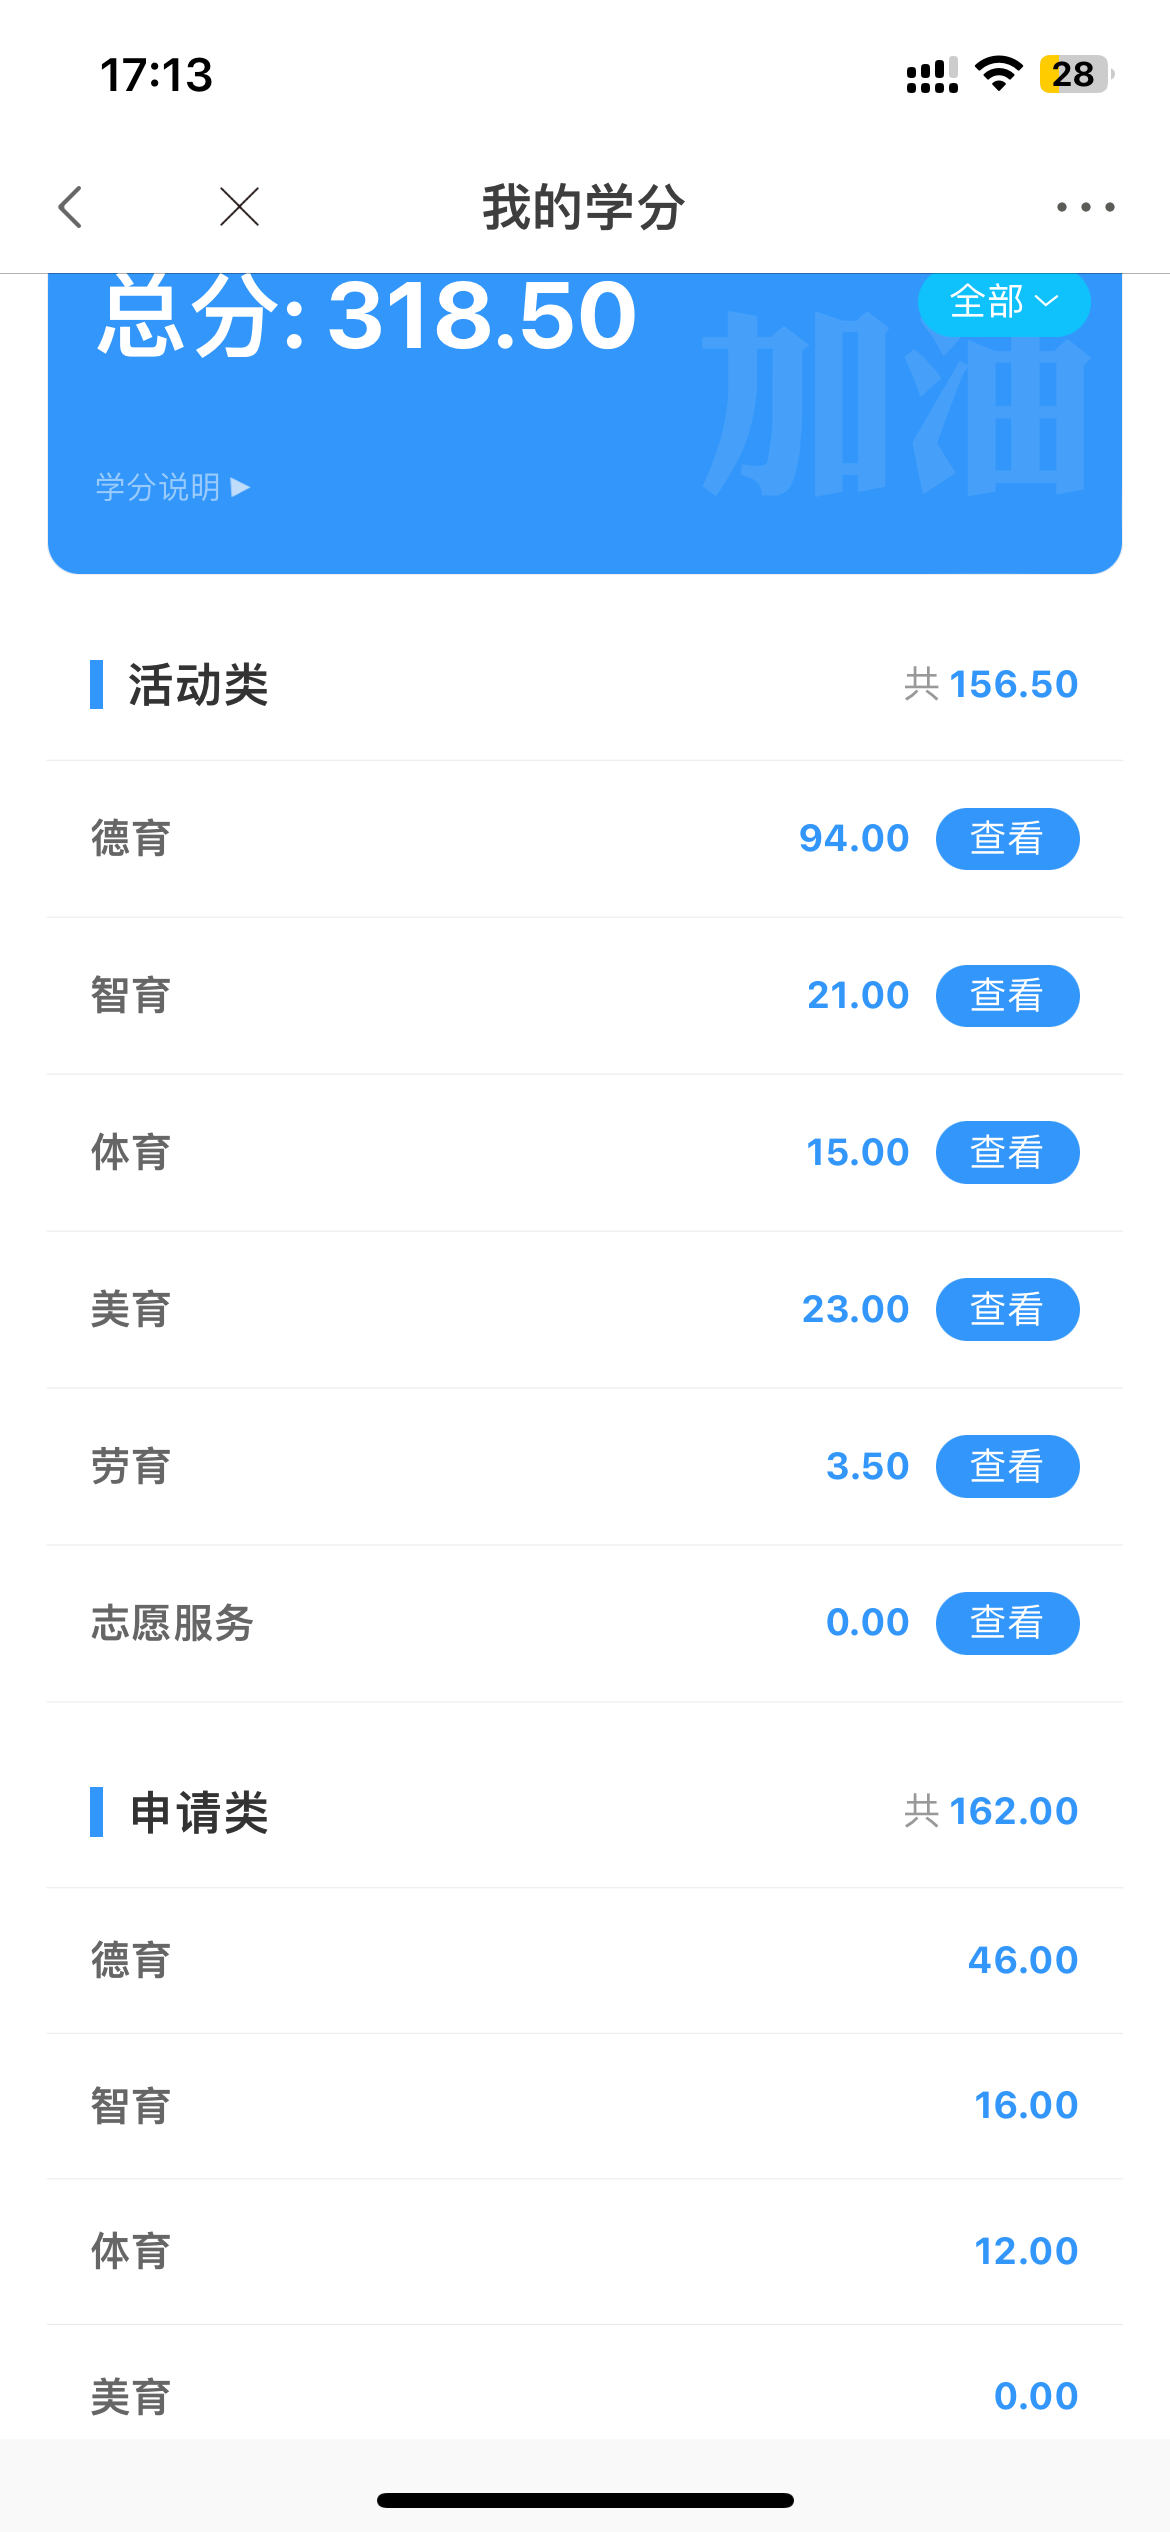 17:13
28
我的学分
总分: 318.50
全部
加油
学分说明
活动类 共 156.50
德育 94.00 查看
智育 21.00 查看
体育 15.00 查看
美育 23.00 查看
劳育 3.50 查看
志愿服务 0.00 查看
申请类 共 162.00
德育 46.00
智育 16.00
体育 12.00
美育 0.00